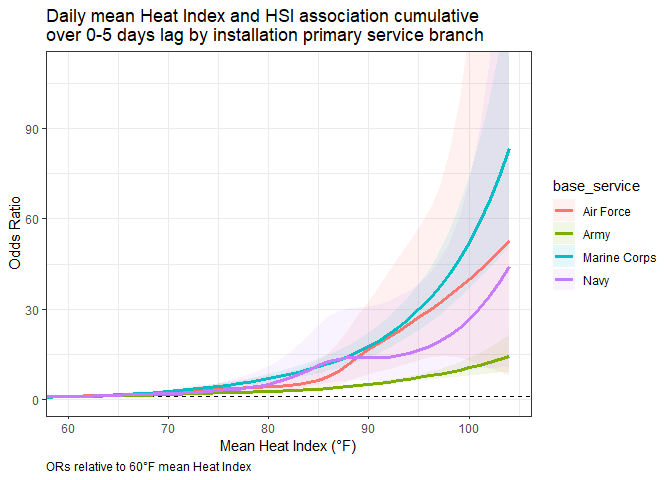 Daily mean Heat Index and HSI association cumulative
over 0-5 days lag by installation primary service branch
Odds Ratio
90
60
30
0
60 70 80 90 100
Mean Heat Index (°F)
ORs relative to 60°F mean Heat Index
base_service
Air Force
Army
Marine Corps
Navy